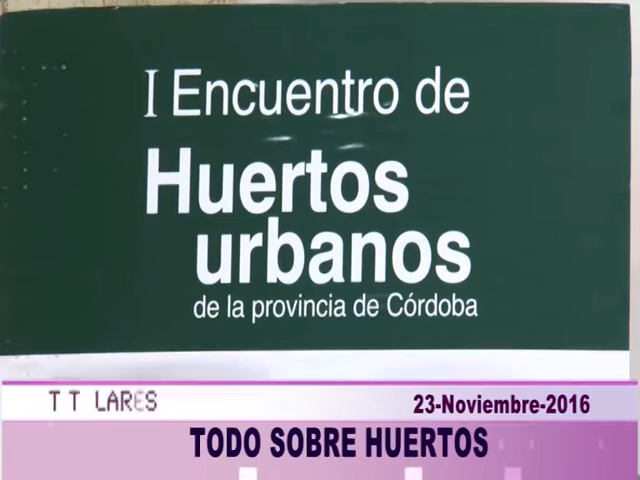 I Encuentro de
Huertos
urbanos
de la provincia de Córdoba
T T LARES
23-Noviembre-2016
TODO SOBRE HUERTOS